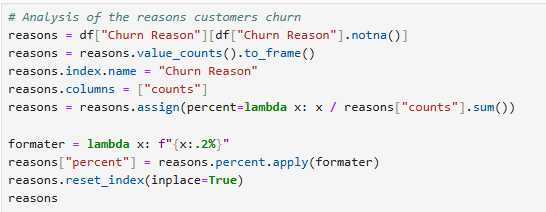 # Analysis of the reasons customers churn
reasons = df["Churn Reason"][df["Churn Reason"].notna()]
reasons = reasons.value_counts().to_frame()
reasons.index.name = "Churn Reason"
reasons.columns = ["counts"]
reasons = reasons.assign(percent=lambda x: x / reasons["counts"].sum())

formater = lambda x: f"{x:.2%}"
reasons["percent"] = reasons.percent.apply(formater)
reasons.reset_index(inplace=True)
reasons